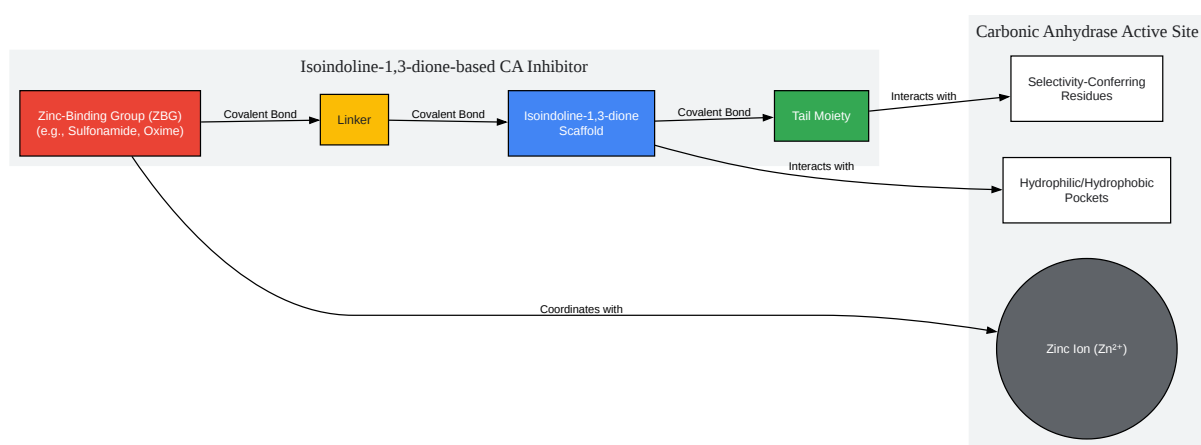 Carbonic Anhydrase Active Site
Isoindoline-1,3-dione-based CA Inhibitor
Zinc-Binding Group (ZBG)
(e.g., Sulfonamide, Oxime)
Covalent Bond
Linker
Covalent Bond
Isoindoline-1,3-dione
Scaffold
Covalent Bond
Tail Moiety
Interacts with
Selectivity-Conferring
Residues
Interacts with
Hydrophilic/Hydrophobic
Pockets
Coordinates with
Zinc Ion (Zn²⁺)